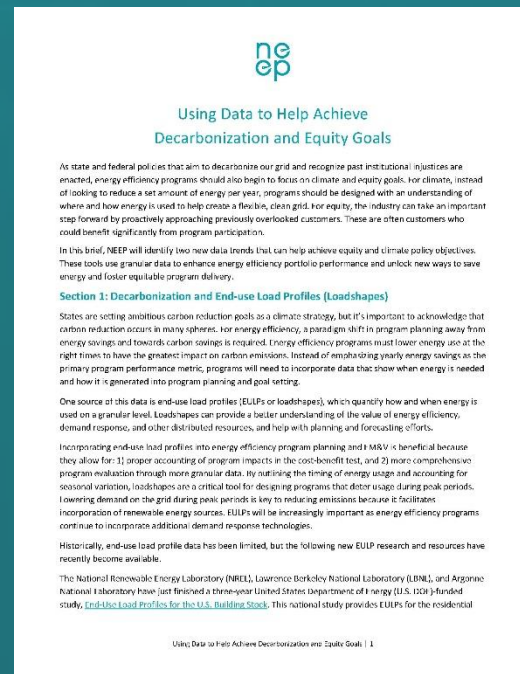 ne
ep
Using Data to Help Achieve
Decarbonization and Equity Goals
As state and federal policies that aim to decarbonize our grid and recognize past institutional injustices are
enacted, energy efficiency programs should also begin to focus on climate and equity goals. For climate, instead
of looking to reduce a set amount of energy per year, programs should be designed with an understanding of
where and how energy is used to help create a flexible, clean grid. For equity, the industry can take an important
step forward by proactively approaching previously overlooked customers. These are often customers who
could benefit significantly from program participation.
In this brief, NEEP will identify two new data trends that can help achieve equity and climate policy objectives.
These tools use granular data to enhance energy efficiency portfolio performance and unlock new ways to save
energy and foster equitable program delivery.
Section 1: Decarbonization and End-use Load Profiles (Loadshapes)
States are setting ambitious carbon reduction goals as a climate strategy, but it's important to acknowledge that
carbon reduction occurs in many spheres. For energy efficiency, a paradigm shift in program planning away from
energy savings and towards carbon savings is required. Energy efficiency programs must lower energy use at the
right times to have the greatest impact on carbon emissions. Instead of emphasizing yearly energy savings as the
primary program performance metric, programs will need to incorporate data that show when energy is needed
and how it is generated into program planning and goal setting.
One source of this data is end-use load profiles (EULPs or loadshapes), which quantify how and when energy is
used on a granular level. Loadshapes can provide a better understanding of the value of energy efficiency,
demand response, and other distributed resources, and help with planning and forecasting efforts.
Incorporating end-use load profiles into energy efficiency program planning and EM&V is beneficial because
they allow for: 1) proper accounting of program impacts in the cost-benefit test, and 2) more comprehensive
program evaluation through more granular data. By outlining the timing of energy usage and accounting for
seasonal variation, loadshapes are a critical tool for designing programs that deter usage during peak periods.
Lowering demand on the grid during peak periods is key to reducing emissions because it facilitates
incorporation of renewable energy sources. EULPs will be increasingly important as energy efficiency programs
continue to incorporate additional demand response technologies.
Historically, end-use load profile data has been limited, but the following new EULP research and resources have
recently become available.
The National Renewable Energy Laboratory (NREL), Lawrence Berkeley National Laboratory (LBNL), and Argonne
National Laboratory have just finished a three-year United States Department of Energy (U.S. DOE)-funded
study, End-Use Load Profiles for the U.S. Building Stock. This national study provides EULPs for the residential
Using Data to Help Achieve Decarbonization and Equity Goals | 1